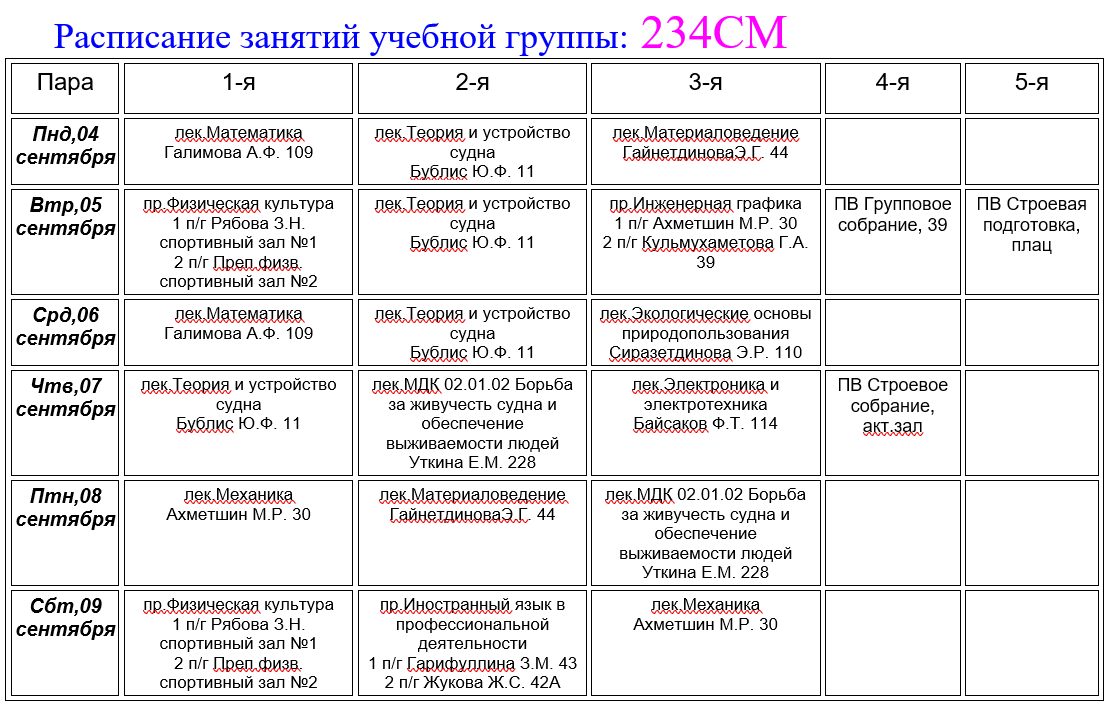 Расписание занятий учебной группы: 234СМ
Пара
1-я
2-я
3-я
4-я
5-я
Пнд,04
сентября
лек.Математика
Галимова А.Ф. 109
лек.Теория и устройство
судна
Бублис Ю.Ф. 11
лек.Материаловедение
ГайнетдиноваЭ.Г. 44
Втр,05
сентября
пр.Физическая культура
1 п/г Рябова З.Н.
спортивный зал №1
2 п/г Преп.физв.
спортивный зал №2
лек.Теория и устройство
судна
Бублис Ю.Ф. 11
пр.Инженерная графика
1 п/г Ахметшин М.Р. 30
2 п/г Кульмухаметова Г.А.
39
ПВ Групповое
собрание, 39
ПВ Строевая
подготовка,
плац
Срд,06
сентября
лек.Математика
Галимова А.Ф. 109
лек.Теория и устройство
судна
Бублис Ю.Ф. 11
лек.Экологические основы
природопользования
Сиразетдинова Э.Р. 110
Чтв,07
сентября
лек.Теория и устройство
судна
Бублис Ю.Ф. 11
лек.МДК 02.01.02 Борьба
за живучесть судна и
обеспечение
выживаемости людей
Уткина Е.М. 228
лек.Электроника и
электротехника
Байсаков Ф.Т. 114
ПВ Строевое
собрание,
акт.зал
Птн,08
сентября
лек.Механика
Ахметшин М.Р. 30
лек.Материаловедение
ГайнетдиноваЭ.Г. 44
лек.МДК 02.01.02 Борьба
за живучесть судна и
обеспечение
выживаемости людей
Уткина Е.М. 228
Сбт,09
сентября
пр.Физическая культура
1 п/г Рябова З.Н.
спортивный зал №1
2 п/г Преп.физв.
спортивный зал №2
пр.Иностранный язык в
профессиональной
деятельности
1 п/г Гарифуллина З.М. 43
2 п/г Жукова Ж.С. 42А
лек.Механика
Ахметшин М.Р. 30